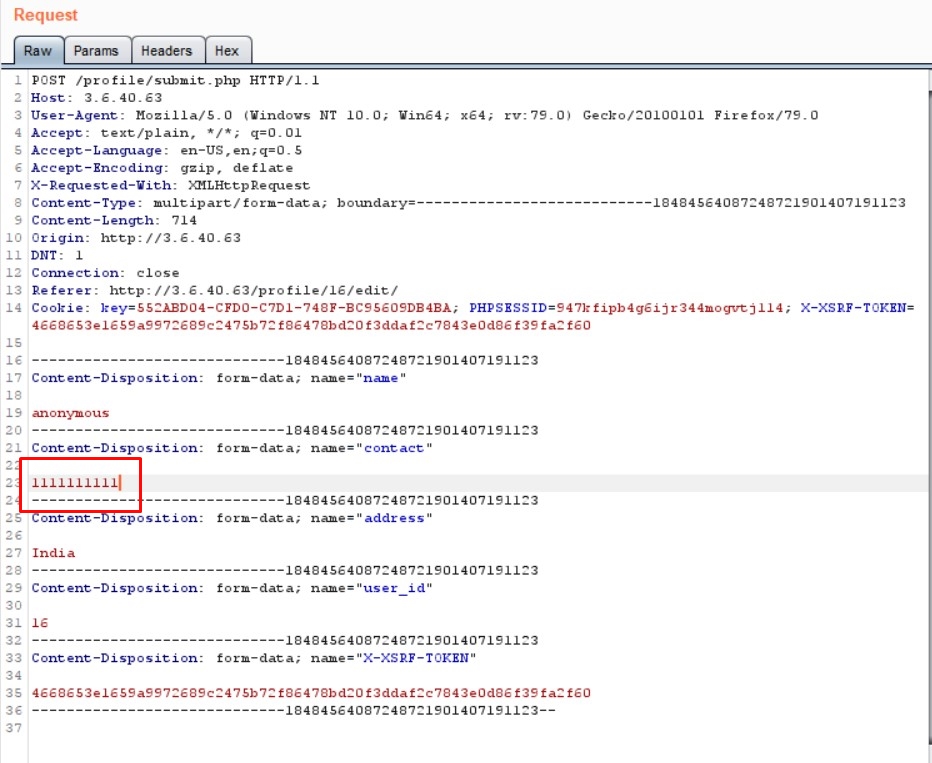 Request
Raw Params Headers Hex
1 POST /profile/submit.php HTTP/1.1
2 Host: 3.6.40.63
3 User-Agent: Mozilla/5.0 (Windows NT 10.0; Win64; x64; rv:79.0) Gecko/20100101 Firefox/79.0
4 Accept: text/plain, */*; q=0.01
5 Accept-Language: en-US,en;q=0.5
6 Accept-Encoding: gzip, deflate
7 X-Requested-With: XMLHttpRequest
8 Content-Type: multipart/form-data; boundary=---------------------------18484564087248721901407191123
9 Content-Length: 714
10 Origin: http://3.6.40.63
11 DNT: 1
12 Connection: close
13 Referer: http://3.6.40.63/profile/16/edit/
14 Cookie: key=552ABD04-CFD0-C7D1-748F-BC95609DB4BA; PHPSESSID=947kfipb4g6ijr344mogvtj114; X-XSRF-TOKEN=
4668653e1659a9972689c2475b72f86478bd20f3ddaf2c7843e0d86f39fa2f60
15
16 -----------------------------18484564087248721901407191123
17 Content-Disposition: form-data; name="name"
18
19 anonymous
20 -----------------------------18484564087248721901407191123
21 Content-Disposition: form-data; name="contact"
22
23 1111111111
24 -----------------------------18484564087248721901407191123
25 Content-Disposition: form-data; name="address"
26
27 India
28 -----------------------------18484564087248721901407191123
29 Content-Disposition: form-data; name="user_id"
30
31 16
32 -----------------------------18484564087248721901407191123
33 Content-Disposition: form-data; name="X-XSRF-TOKEN"
34
35 4668653e1659a9972689c2475b72f86478bd20f3ddaf2c7843e0d86f39fa2f60
36 -----------------------------18484564087248721901407191123--
37